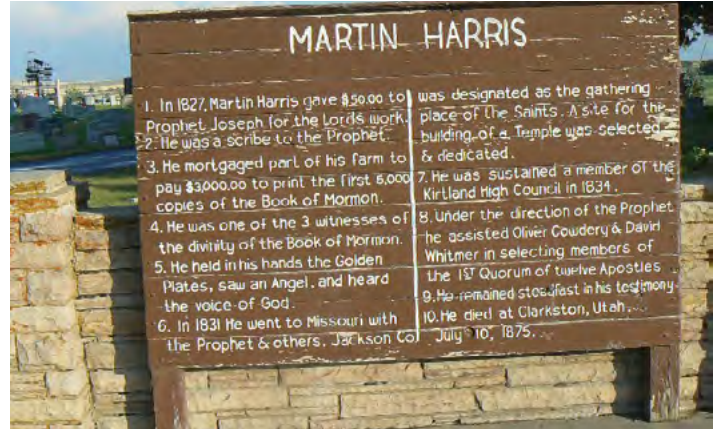 MARTIN HARRIS
1. In 1827, Martin Harris gave $50.00 to
Prophet Joseph for the Lords work.
2. He was a scribe to the Prophet.
3. He mortgaged part of his farm to
pay $3,000.00 to print the first 5,000
copies of the Book of Mormon.
4. He was one of the 3 witnesses of
the divinity of the Book of Mormon.
5. He held in his hands the Golden
Plates, saw an Angel, and heard
the voice of God.
6. In 1831 He went to Missouri with
the Prophet & others. Jackson Co
was designated as the gathering
place of the Saints. A site for the
building of a Temple was selected
& dedicated.
7. He was sustained a member of the
Kirtland High Council in 1834.
8. Under the direction of the Prophet
he assisted Oliver Cowdery & David
Whitmer in selecting members of
the 1ST Quorum of twelve Apostles
9. He remained steadfast in his testimony
10. He died at Clarkston, Utah.
July 10, 1875.